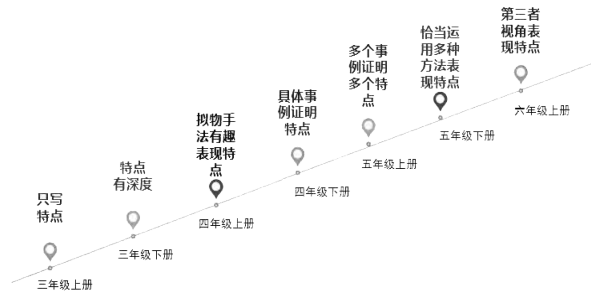 只写
特点
三年级上册
特点
有深度
三年级下册
拟物手
法有趣
表现特
点
四年级上册
具体事
例证明
特点
四年级下册
多个事
例证明
多个特
点
五年级上册
恰当运
用多种
方法表
现特点
五年级下册
第三者
视角表
现特点
六年级上册